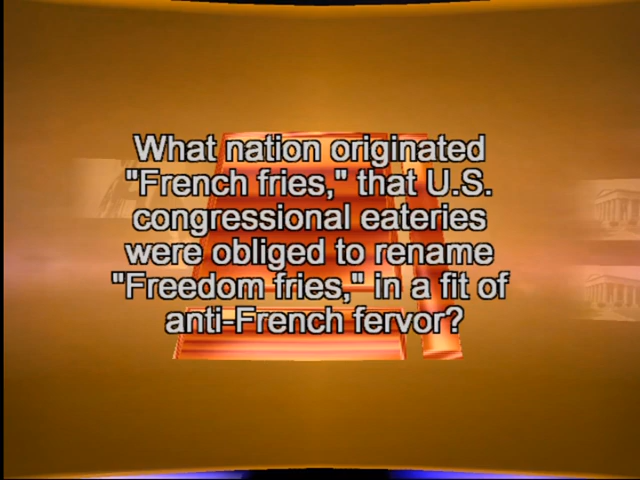 What nation originated
"French fries," that U.S.
congressional eateries
were obliged to rename
"Freedom fries," in a fit of
anti-French fervor?